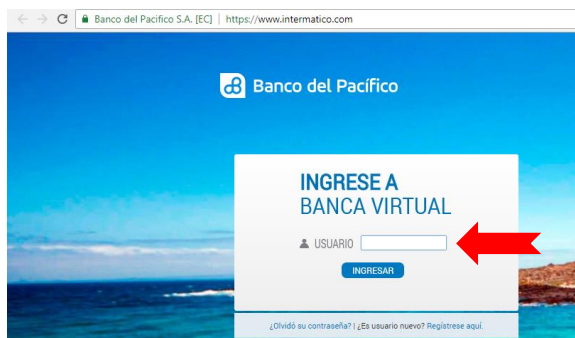 Banco del Pacifico S.A. [EC] | https://www.intermatico.com
Banco del Pacífico
INGRESE A
BANCA VIRTUAL
USUARIO
INGRESAR
¿Olvidó su contraseña? | ¿Es usuario nuevo? Regístrese aquí.